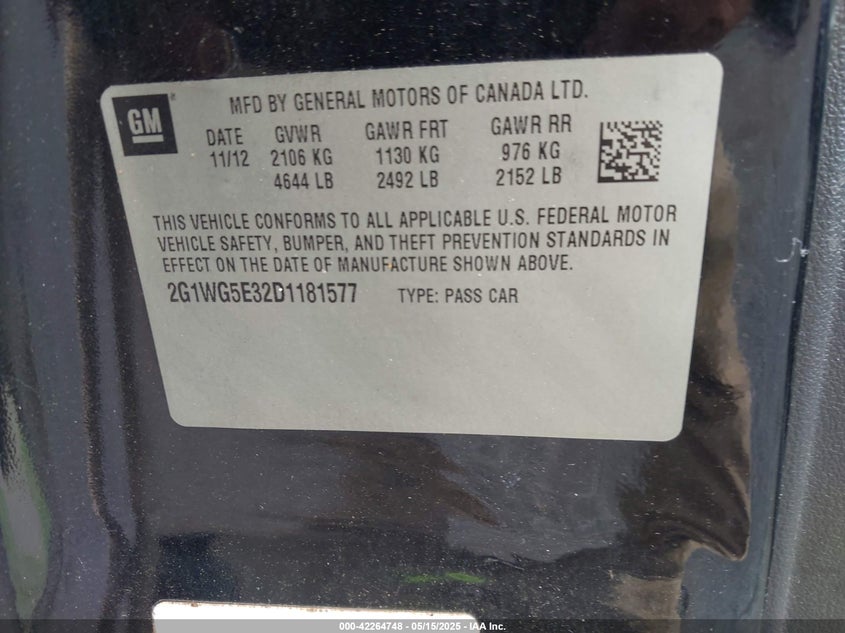 GM
MFD BY GENERAL MOTORS OF CANADA LTD.
DATE GVWR GAWR FRT GAWR RR
11/12 2106 KG 1130 KG 976 KG
4644 LB 2492 LB 2152 LB
THIS VEHICLE CONFORMS TO ALL APPLICABLE U.S. FEDERAL MOTOR
VEHICLE SAFETY, BUMPER, AND THEFT PREVENTION STANDARDS IN
EFFECT ON THE DATE OF MANUFACTURE SHOWN ABOVE.
2G1WG5E32D1181577 TYPE: PASS CAR
000-42264748 - 05/15/2025 - IAA Inc.